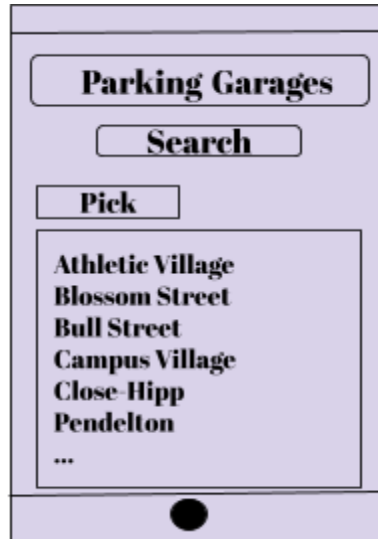 Parking Garages
Search
Pick
Athletic Village
Blossom Street
Bull Street
Campus Village
Close-Hipp
Pendelton
...